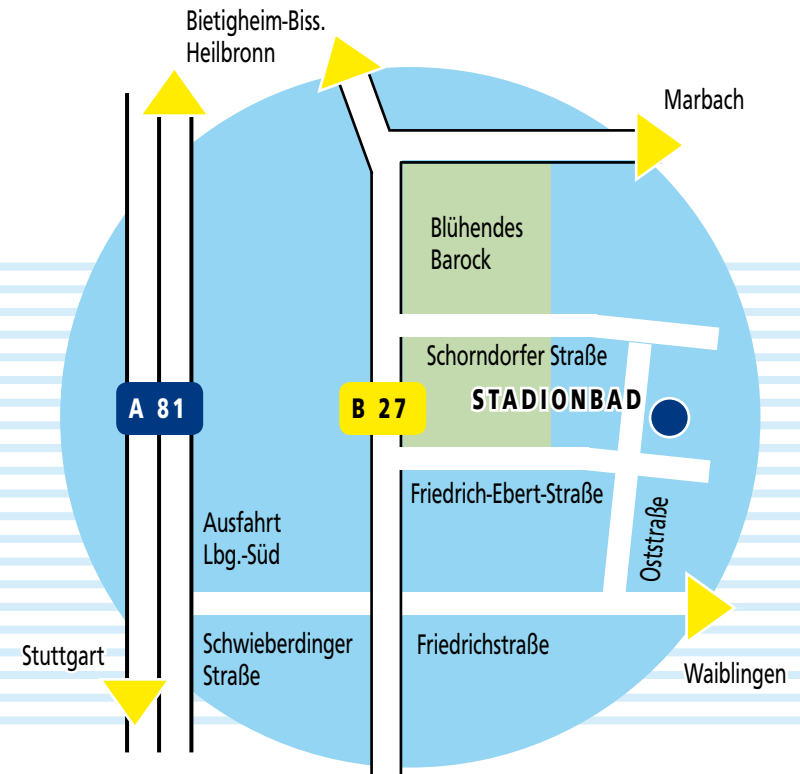 Bietigheim-Biss.
Heilbronn
Marbach
Blühendes
Barock
Schorndorfer Straße
A 81
B 27
STADIONBAD
Friedrich-Ebert-Straße
Oststraße
Ausfahrt
Lbg.-Süd
Stuttgart
Schwieberdinger
Straße
Friedrichstraße
Waiblingen